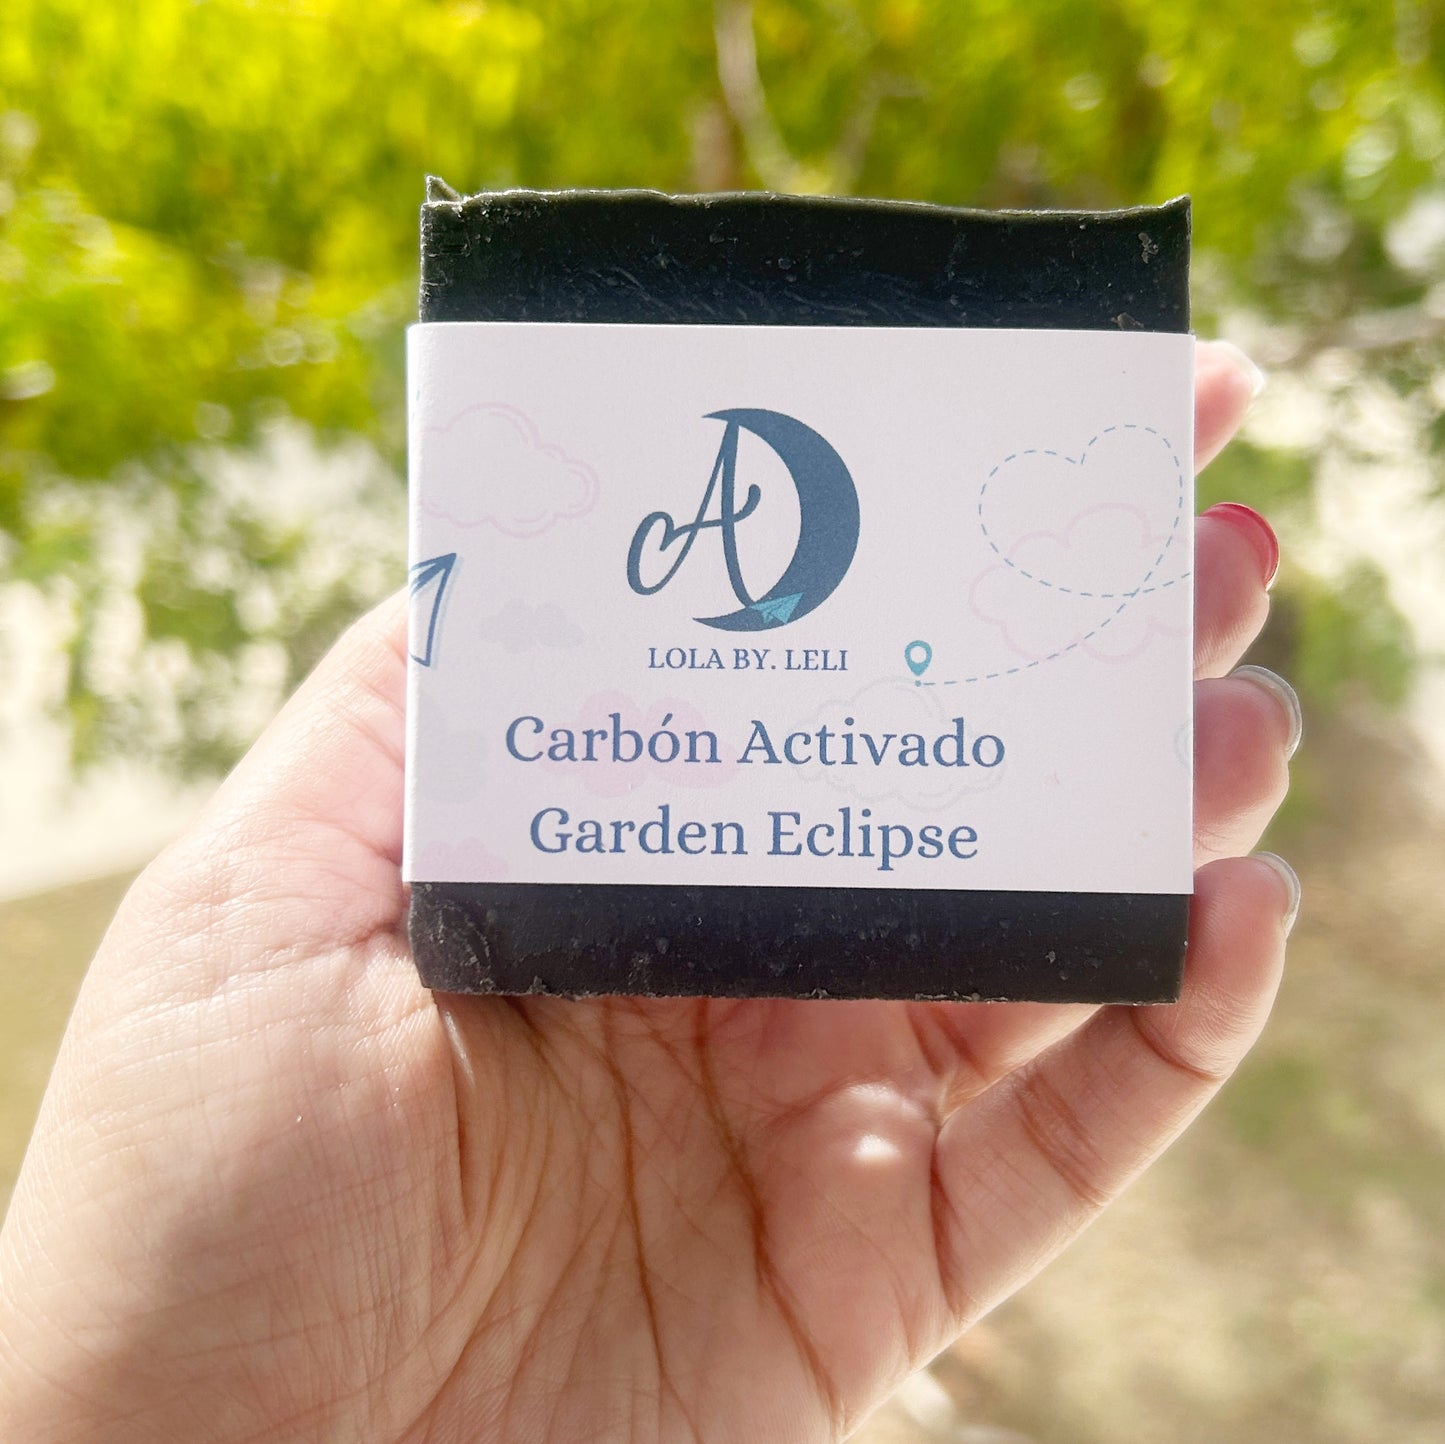 A
LOLA BY. LELI
Carbón Activado
Garden Eclipse